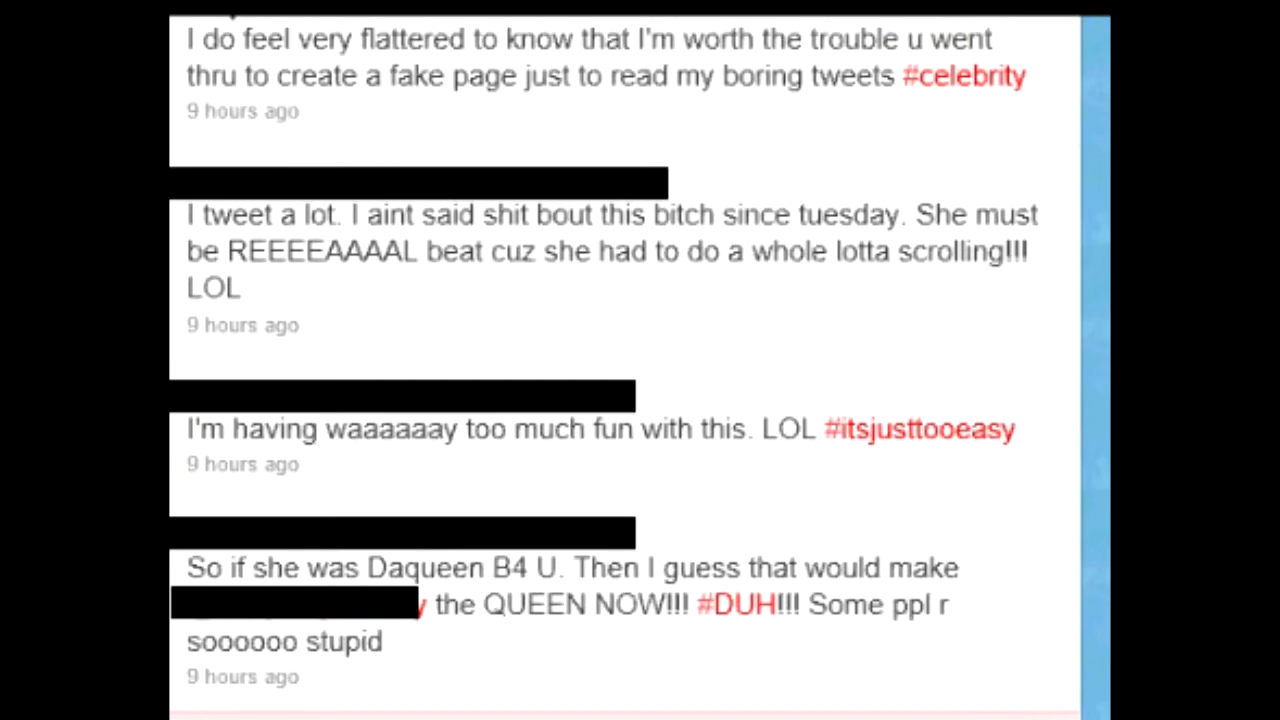 I do feel very flattered to know that I'm worth the trouble u went
thru to create a fake page just to read my boring tweets #celebrity
9 hours ago
I tweet a lot. I aint said shit bout this bitch since tuesday. She must
be REEEEAAAAL beat cuz she had to do a whole lotta scrolling!!!
LOL
9 hours ago
I'm having waaaaaay too much fun with this. LOL #itsjusttooeasy
9 hours ago
So if she was Daqueen B4 U. Then I guess that would make
the QUEEN NOW!!! #DUH!!! Some ppl r
soooooo stupid
9 hours ago